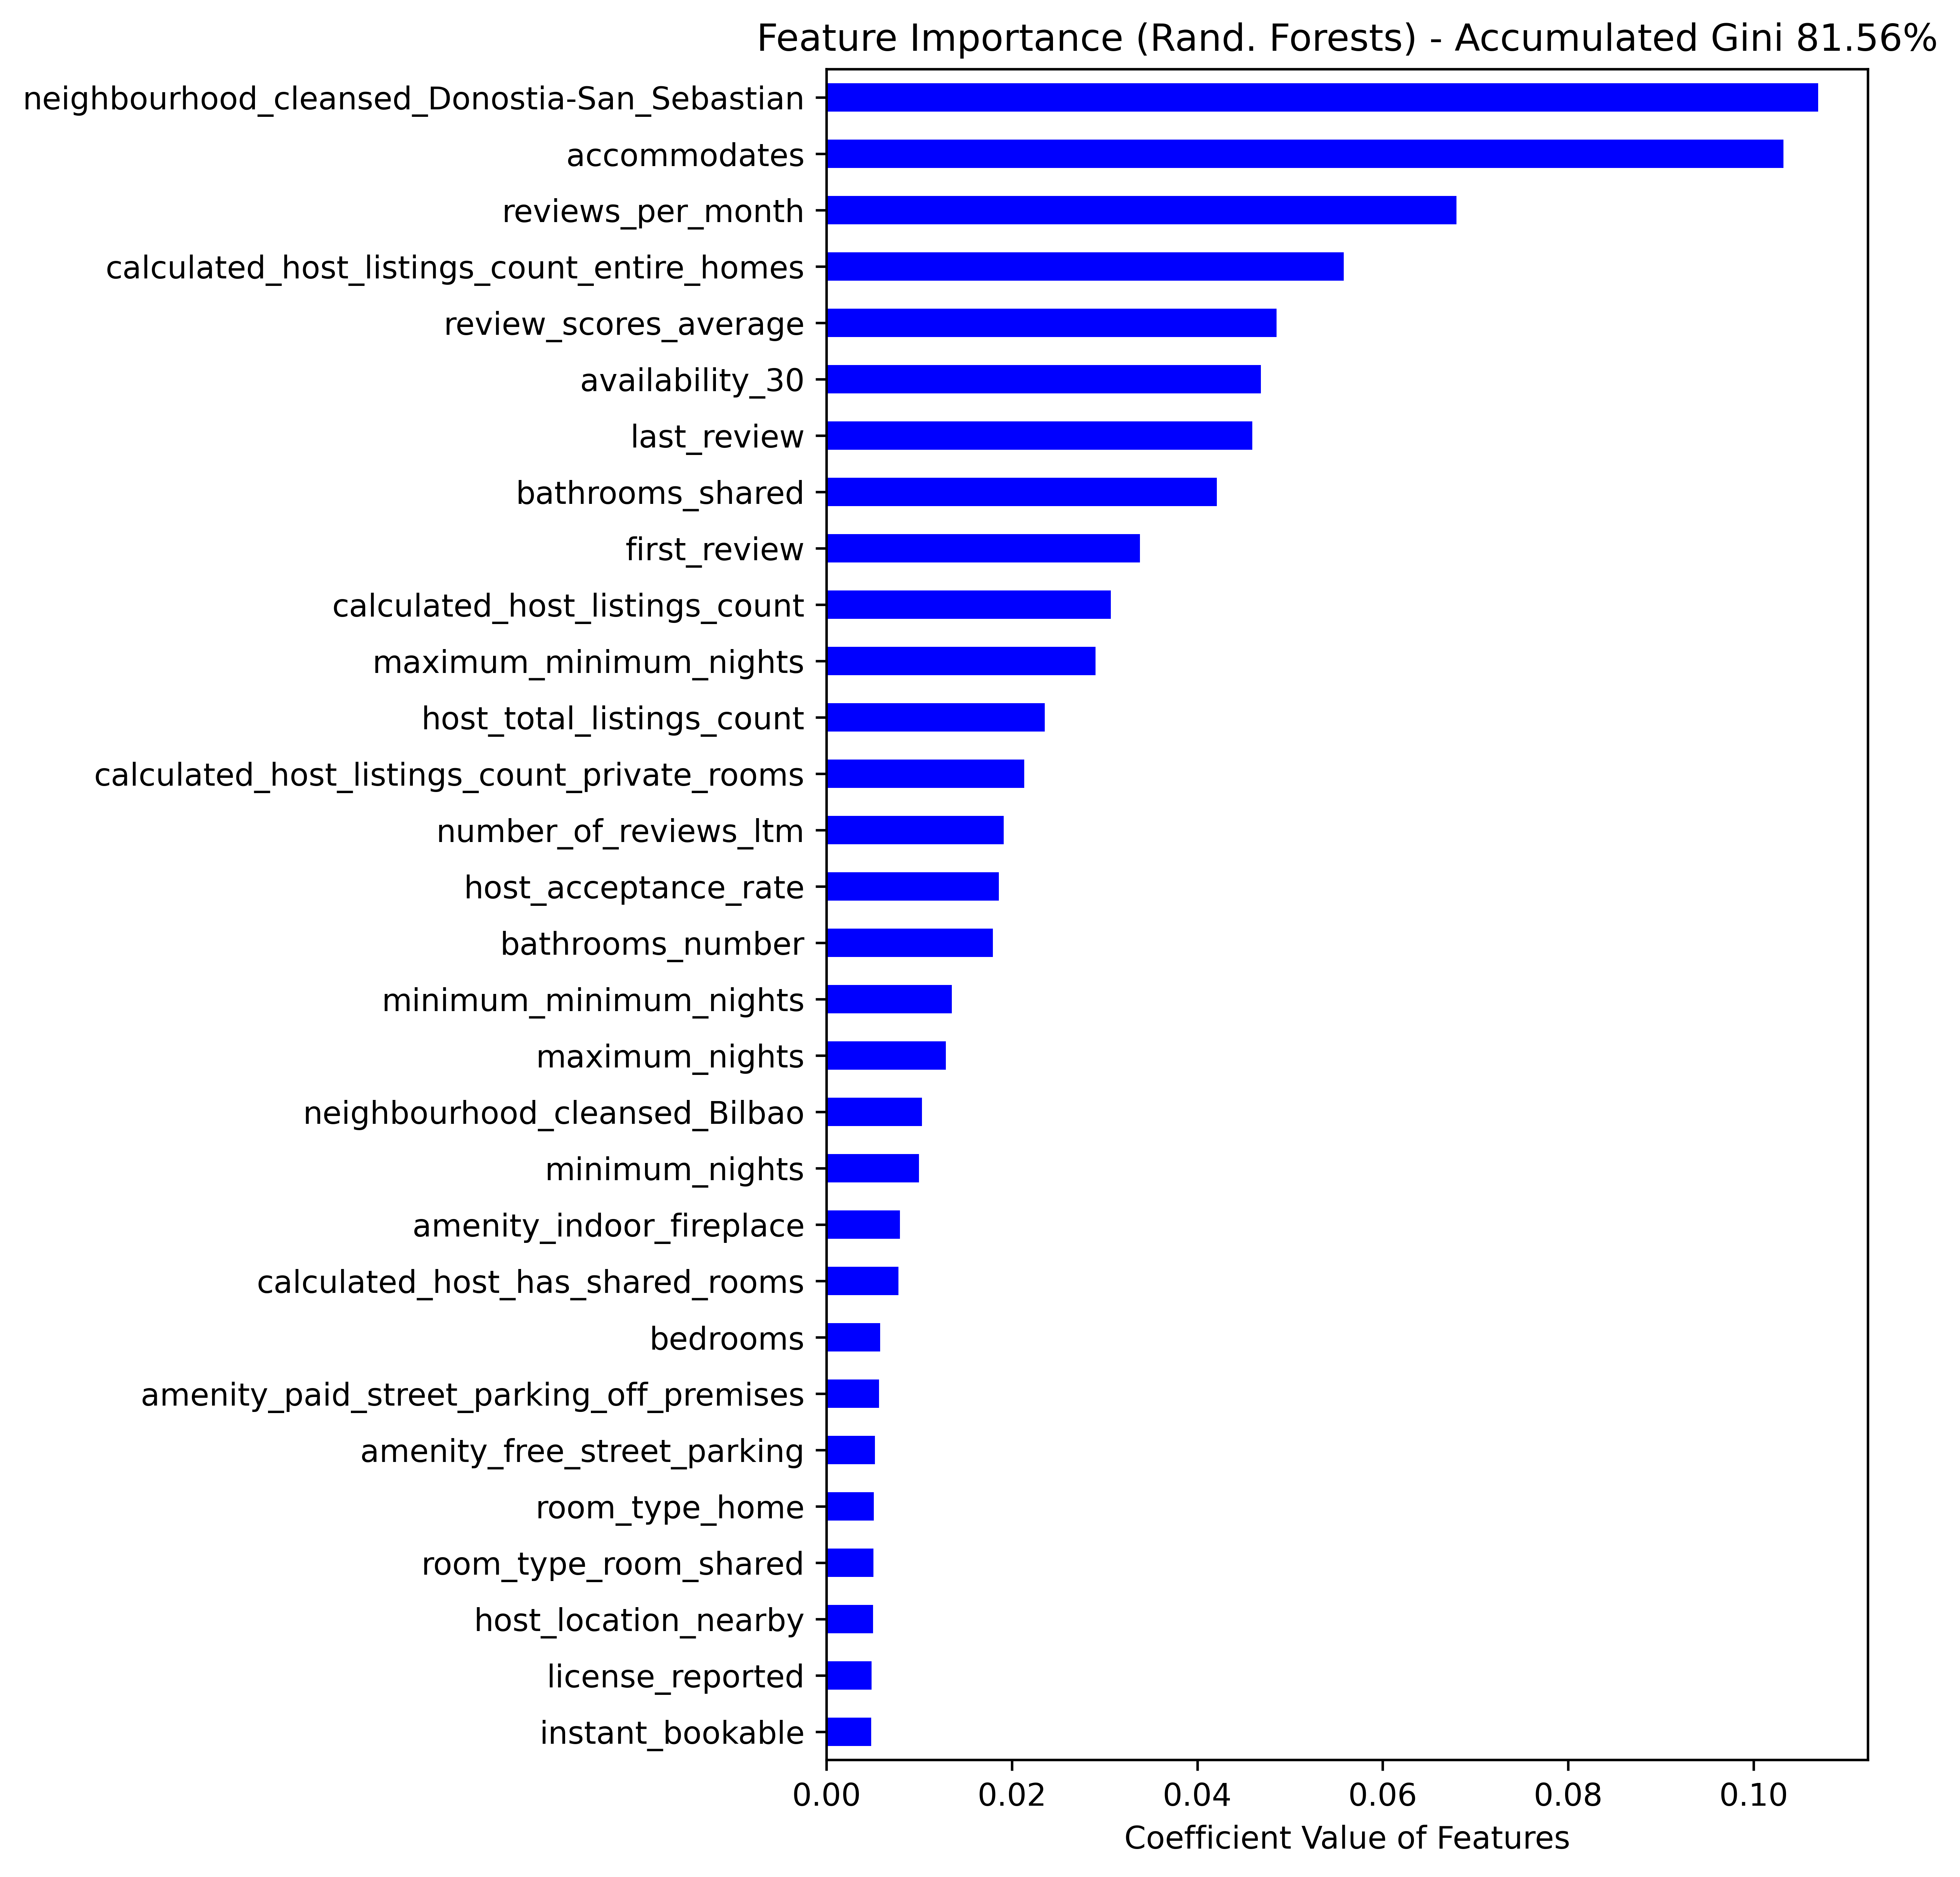 Feature Importance (Rand. Forests) - Accumulated Gini 81.56%
neighbourhood_cleansed_Donostia-San_Sebastian
accommodates
reviews_per_month
calculated_host_listings_count_entire_homes
review_scores_average
availability_30
last_review
bathrooms_shared
first_review
calculated_host_listings_count
maximum_minimum_nights
host_total_listings_count
calculated_host_listings_count_private_rooms
number_of_reviews_ltm
host_acceptance_rate
bathrooms_number
minimum_minimum_nights
maximum_nights
neighbourhood_cleansed_Bilbao
minimum_nights
amenity_indoor_fireplace
calculated_host_has_shared_rooms
bedrooms
amenity_paid_street_parking_off_premises
amenity_free_street_parking
room_type_home
room_type_room_shared
host_location_nearby
license_reported
instant_bookable
0.00 0.02 0.04 0.06 0.08 0.10
Coefficient Value of Features